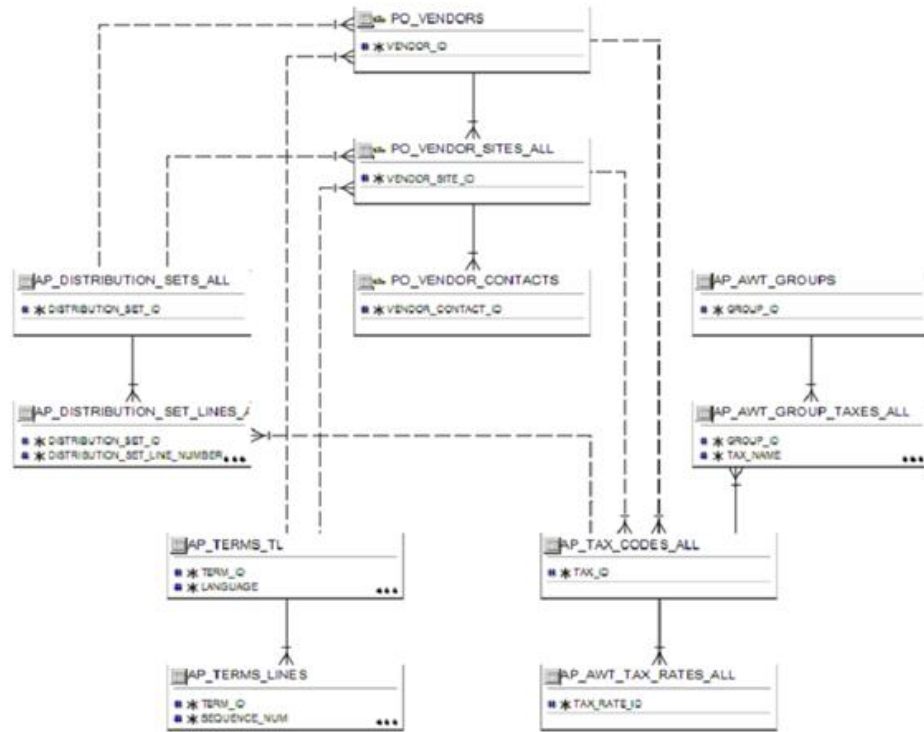 PO_VENDORS
VENDOR_ID
PO_VENDOR_SITES_ALL
VENDOR_SITE_ID
AP_DISTRIBUTION_SETS_ALL
DISTRIBUTION_SET_ID
PO_VENDOR_CONTACTS
VENDOR_CONTACT_ID
AP_AWT_GROUPS
GROUP_ID
AP_DISTRIBUTION_SET_LINES_A
DISTRIBUTION_SET_ID
DISTRIBUTION_SET_LINE_NUMBER
AP_AWT_GROUP_TAXES_ALL
GROUP_ID
TAX_NAME
AP_TERMS_TL
TERM_ID
LANGUAGE
AP_TAX_CODES_ALL
TAX_ID
AP_TERMS_LINES
TERM_ID
SEQUENCE_NUM
AP_AWT_TAX_RATES_ALL
TAX_RATE_ID